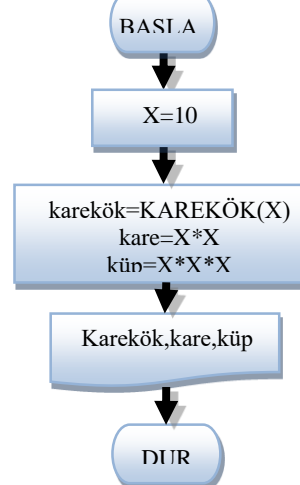 BASLA
X=10
karekök=KAREKÖK(X)
kare=X*X
küp=X*X*X
Karekök,kare,küp
DUR